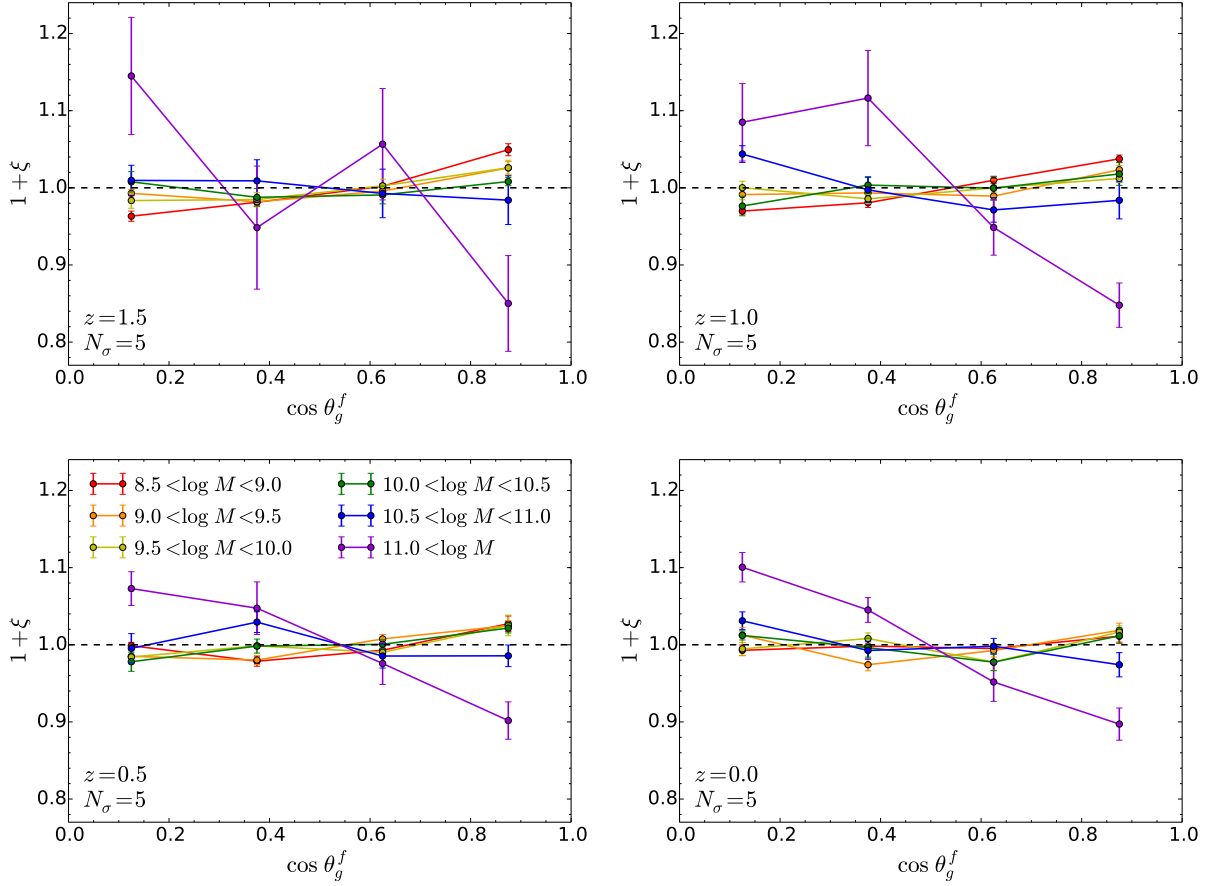 1.2
1.1
1.0
0.9
0.8
1+ξ
z=1.5
N_σ=5
0.0 0.2 0.4 0.6 0.8 1.0
cos θ_g^f
1.2
1.1
1.0
0.9
0.8
1+ξ
z=1.0
N_σ=5
0.0 0.2 0.4 0.6 0.8 1.0
cos θ_g^f
1.2
1.1
1.0
0.9
0.8
1+ξ
8.5<log M<9.0
9.0<log M<9.5
9.5<log M<10.0
10.0<log M<10.5
10.5<log M<11.0
11.0<log M
z=0.5
N_σ=5
0.0 0.2 0.4 0.6 0.8 1.0
cos θ_g^f
1.2
1.1
1.0
0.9
0.8
1+ξ
z=0.0
N_σ=5
0.0 0.2 0.4 0.6 0.8 1.0
cos θ_g^f